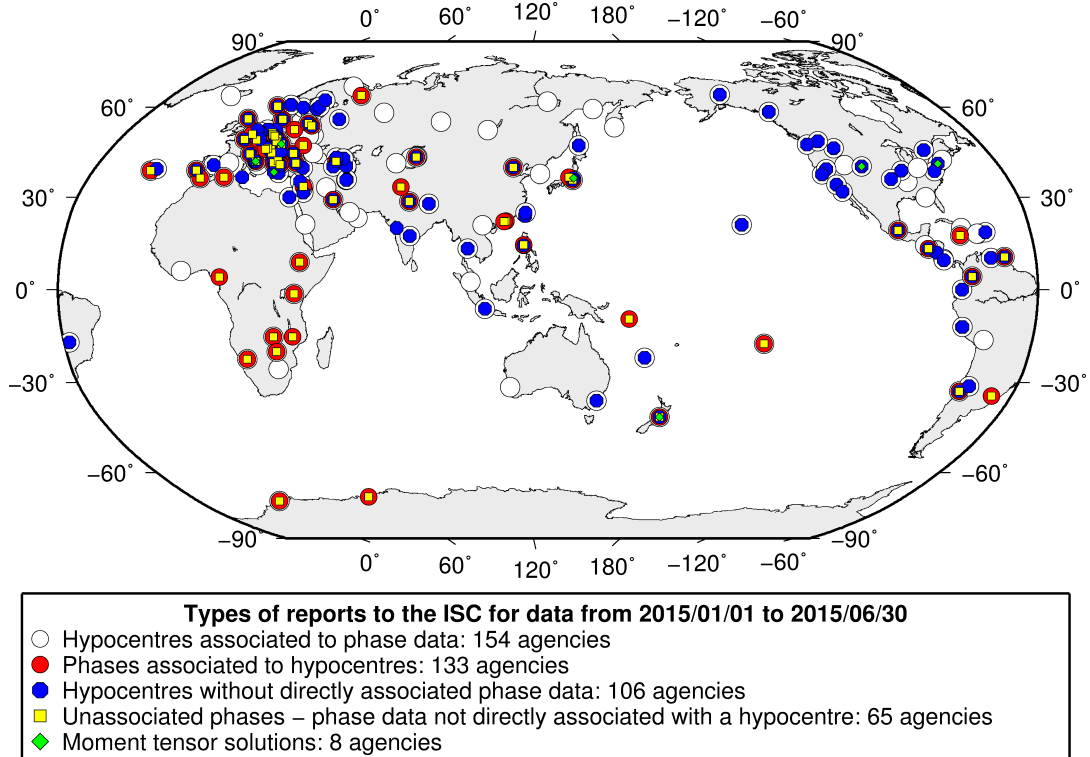 0˚ 60˚ 120˚ 180˚ −120˚ −60˚
90˚ 90˚
60˚ 60˚
30˚ 30˚
0˚ 0˚
−30˚ −30˚
−60˚ −60˚
−90˚ −90˚
0˚ 60˚ 120˚ 180˚ −120˚ −60˚
Types of reports to the ISC for data from 2015/01/01 to 2015/06/30
Hypocentres associated to phase data: 154 agencies
Phases associated to hypocentres: 133 agencies
Hypocentres without directly associated phase data: 106 agencies
Unassociated phases − phase data not directly associated with a hypocentre: 65 agencies
Moment tensor solutions: 8 agencies